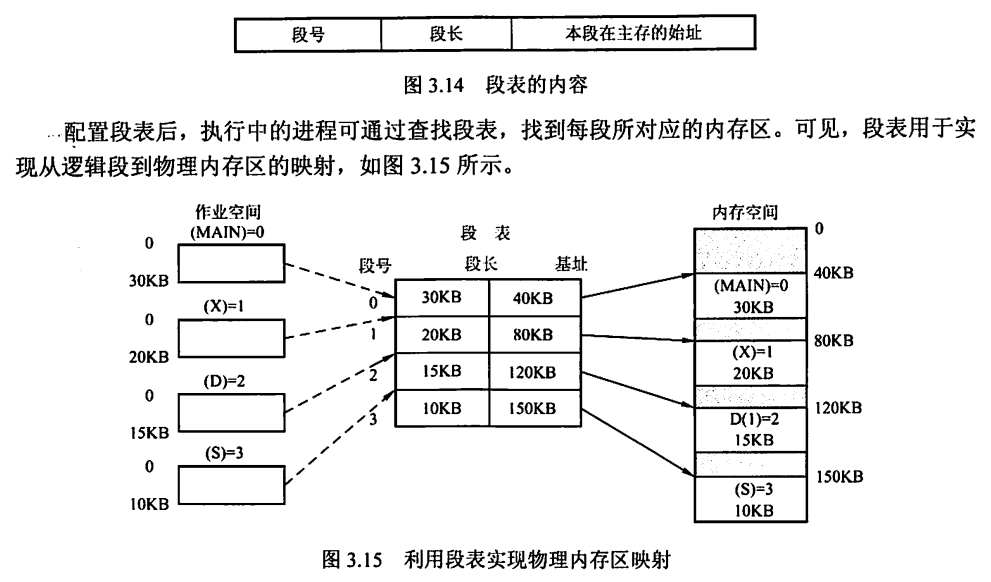 段号 段长 本段在主存的始址
图 3.14 段表的内容
配置段表后，执行中的进程可通过查找段表，找到每段所对应的内存区。可见，段表用于实
现从逻辑段到物理内存区的映射，如图 3.15 所示。
作业空间
(MAIN)=0
0
30KB
(X)=1
0
20KB
(D)=2
0
15KB
(S)=3
0
10KB
段 表
段号 段长 基址
0 30KB 40KB
1 20KB 80KB
2 15KB 120KB
3 10KB 150KB
内存空间
0
40KB
(MAIN)=0
30KB
80KB
(X)=1
20KB
120KB
D(1)=2
15KB
150KB
(S)=3
10KB
图 3.15 利用段表实现物理内存区映射